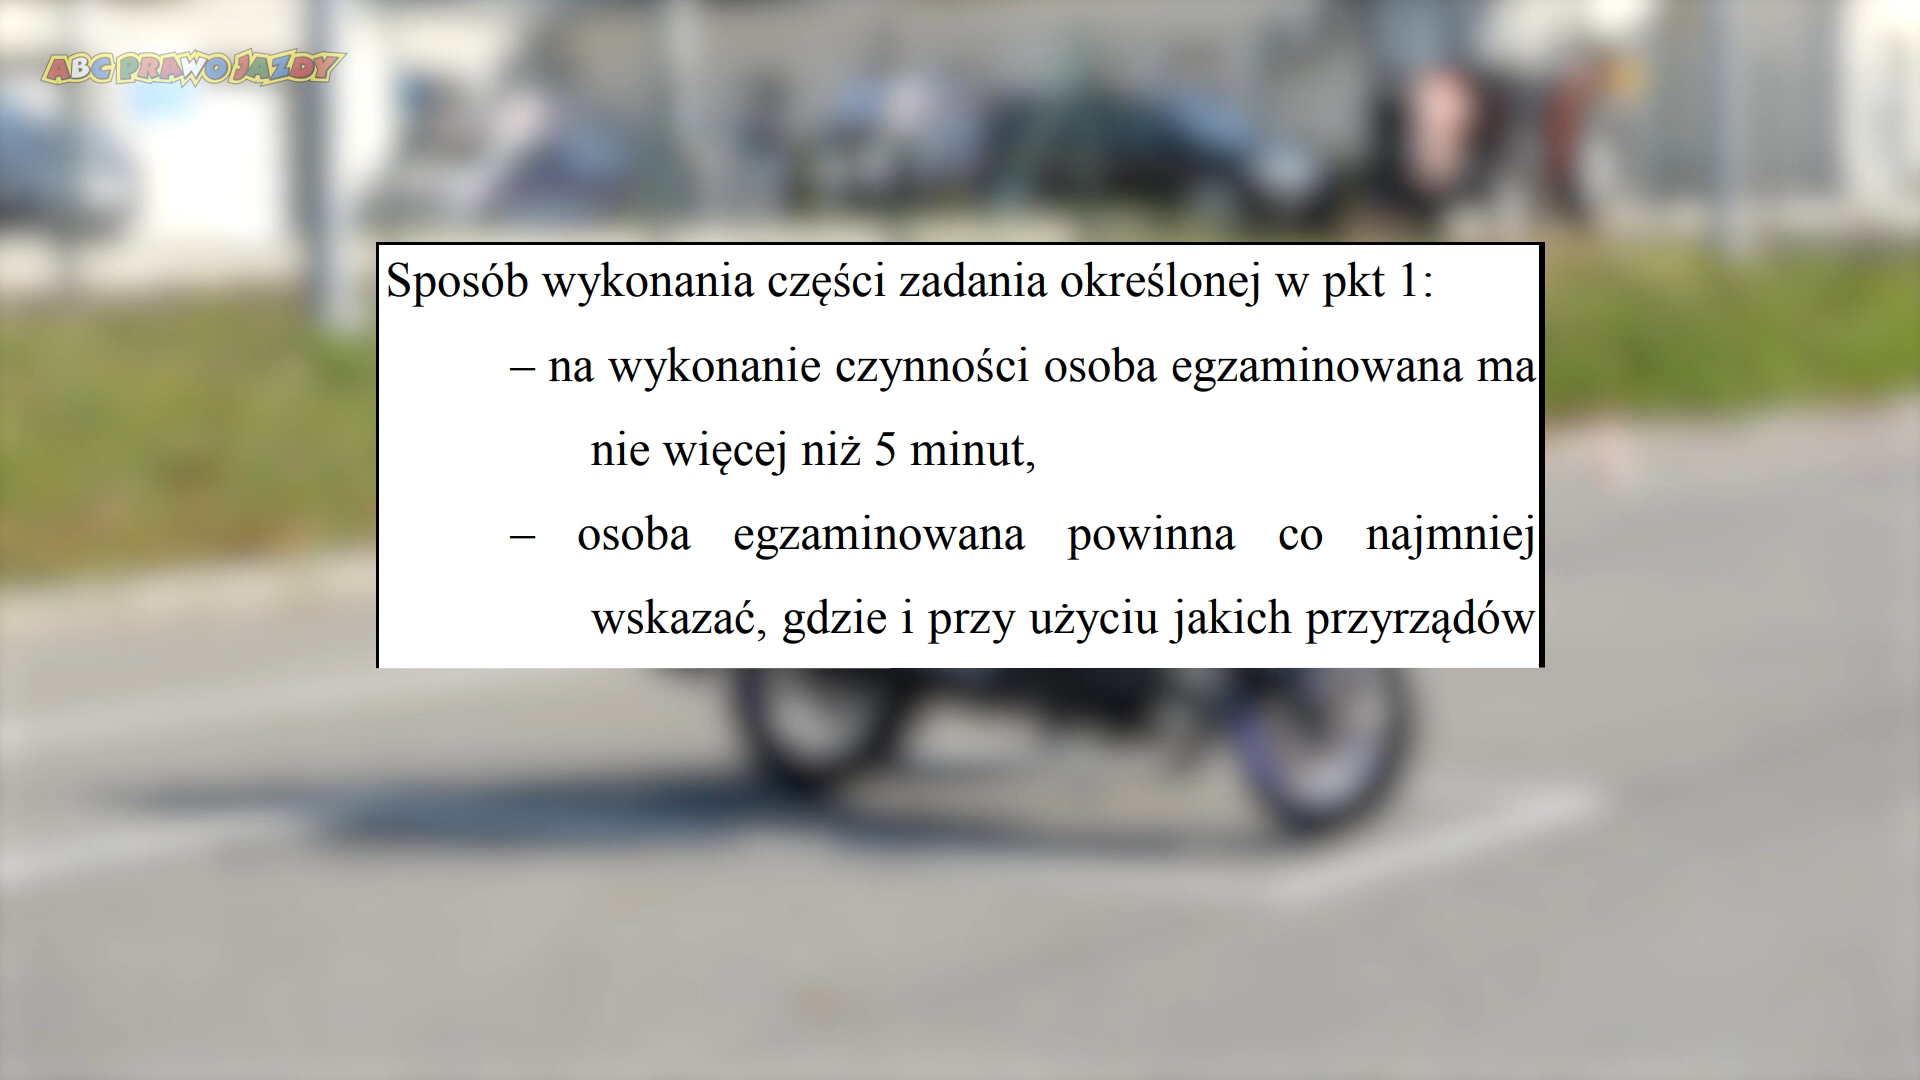 ABC PRAWO JAZDY
Sposób wykonania części zadania określonej w pkt 1:
– na wykonanie czynności osoba egzaminowana ma
nie więcej niż 5 minut,
– osoba egzaminowana powinna co najmniej
wskazać, gdzie i przy użyciu jakich przyrządów